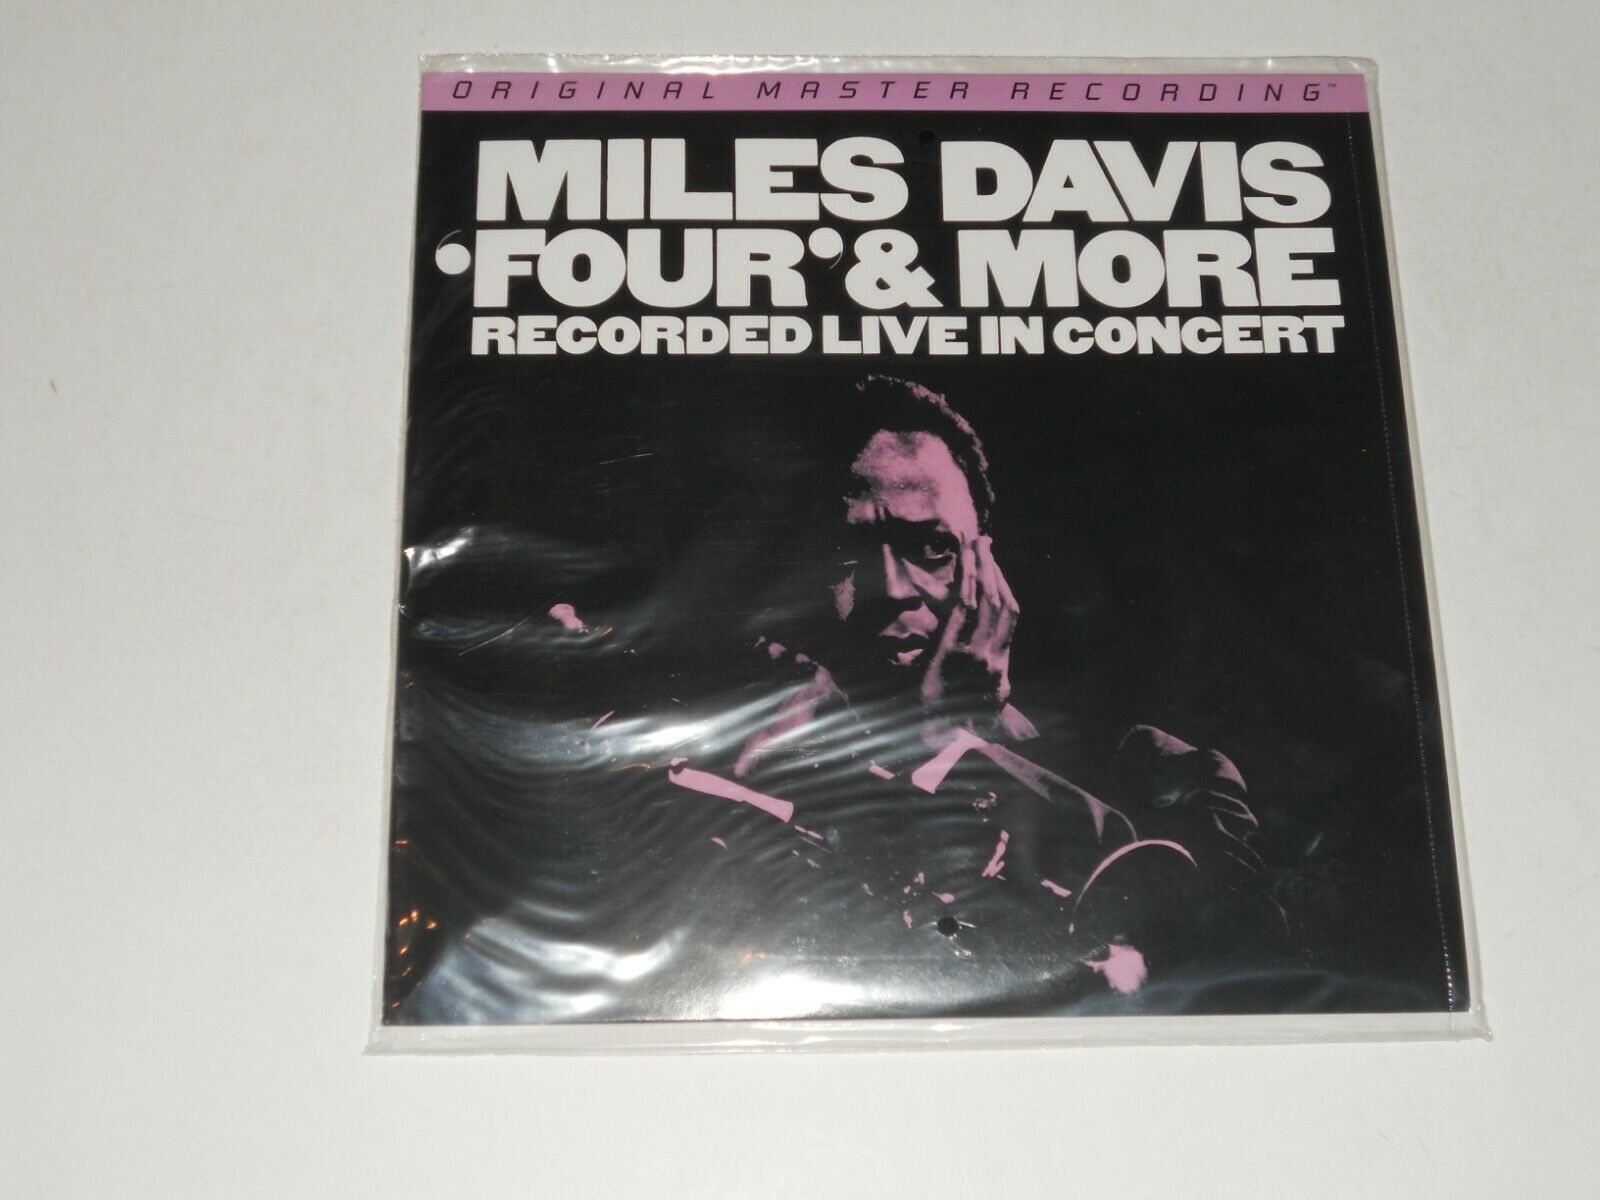 ORIGINAL MASTER RECORDING™
MILES DAVIS
‘FOUR’ & MORE
RECORDED LIVE IN CONCERT